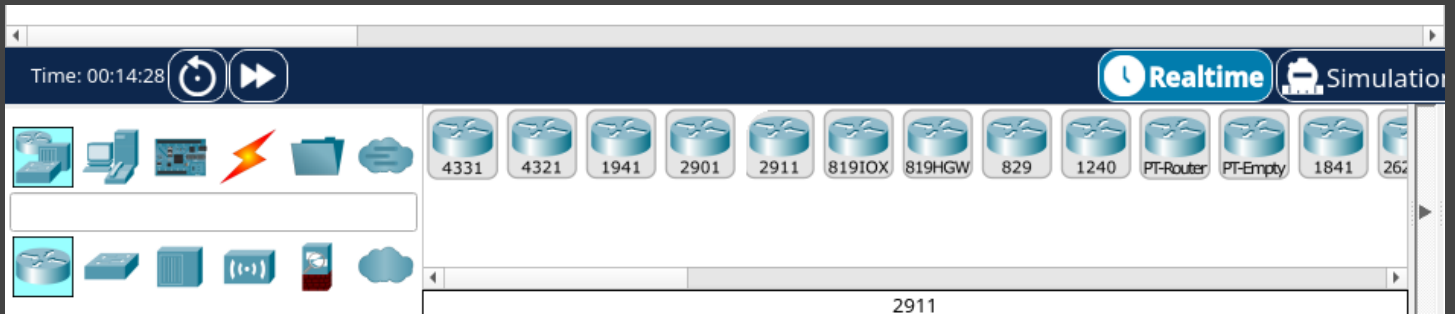 Time: 00:14:28 Realtime Simulation
4331 4321 1941 2901 2911 819IOX 819HGW 829 1240 PT-Router PT-Empty 1841 262
2911